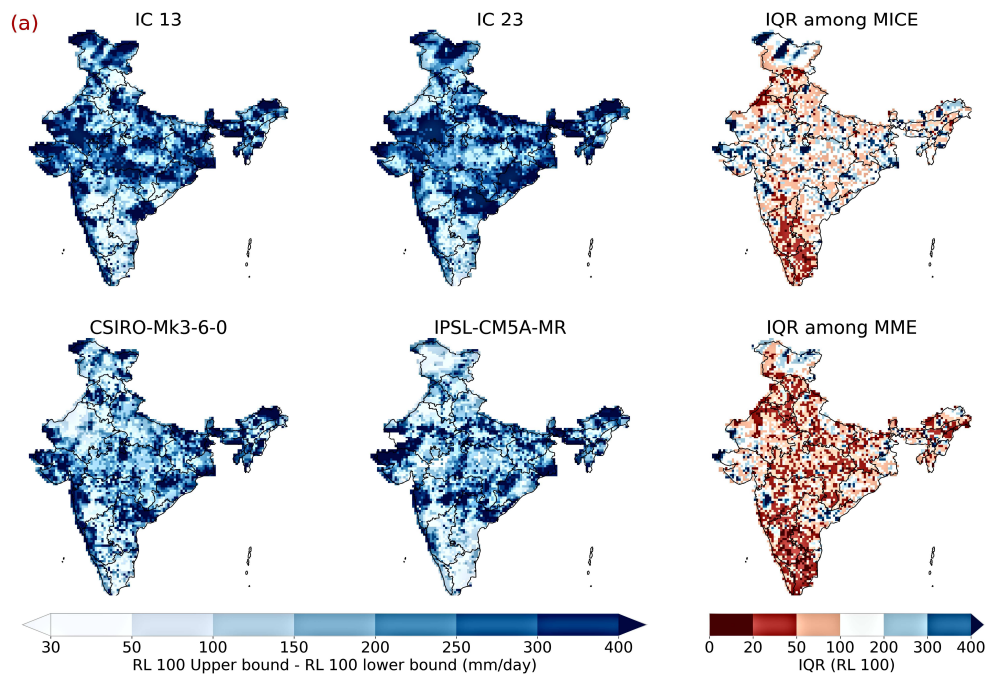 (a)
IC 13
IC 23
IQR among MICE
CSIRO-Mk3-6-0
IPSL-CM5A-MR
IQR among MME
30 50 100 150 200 250 300 400
RL 100 Upper bound - RL 100 lower bound (mm/day)
0 20 50 100 200 300 400
IQR (RL 100)